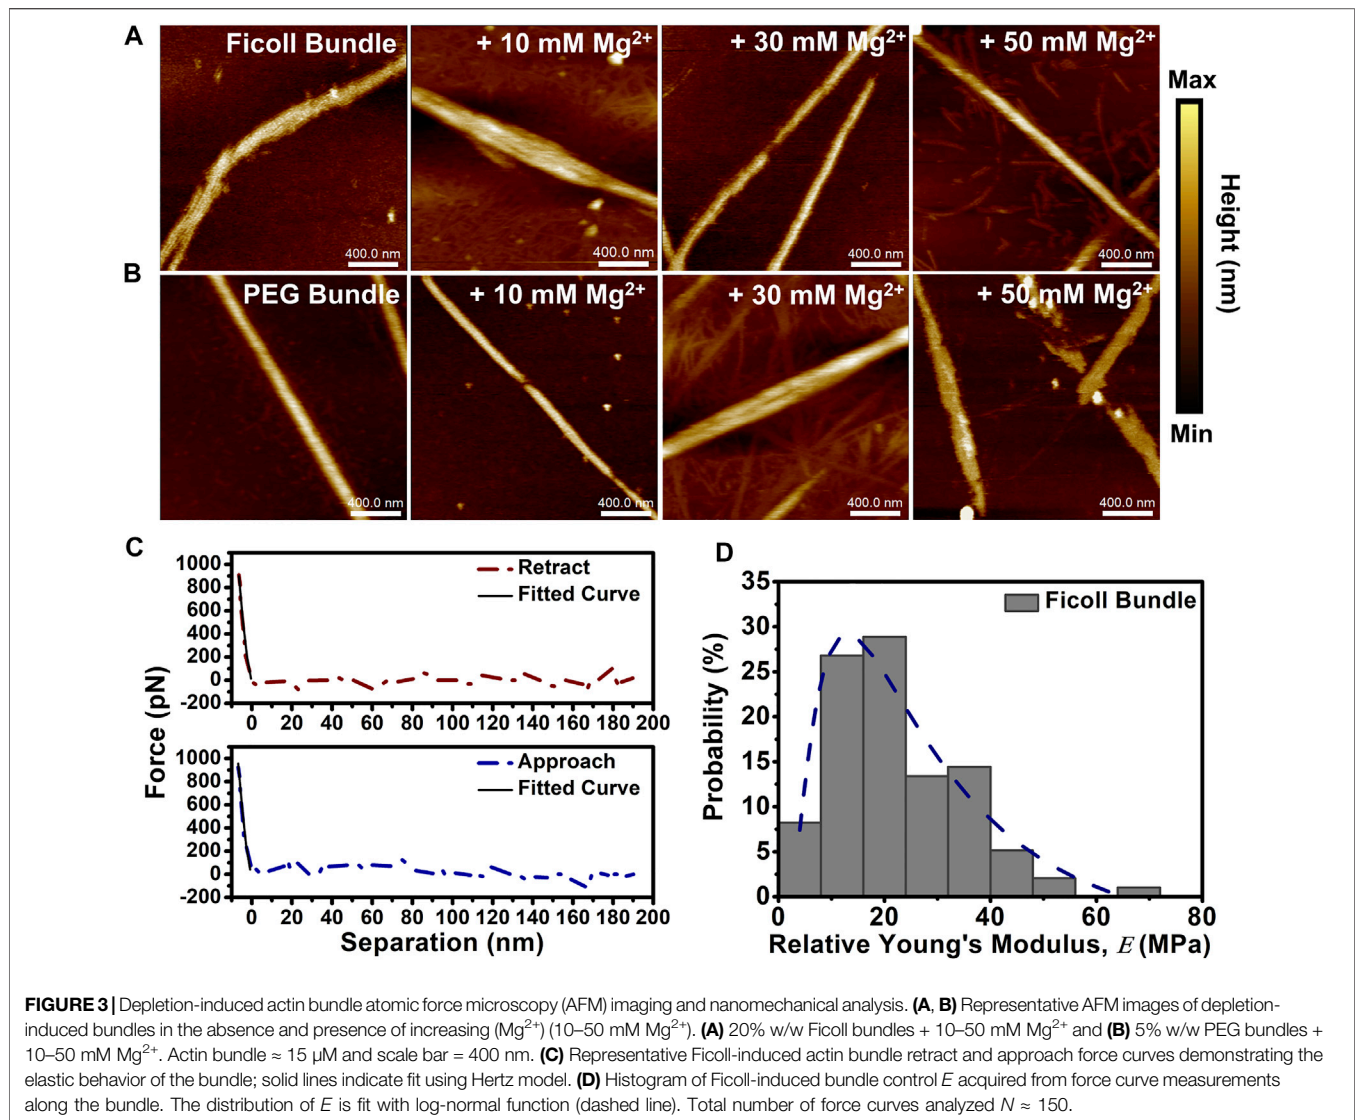 A
Ficoll Bundle
+ 10 mM Mg²⁺
+ 30 mM Mg²⁺
+ 50 mM Mg²⁺
400.0 nm
400.0 nm
400.0 nm
400.0 nm
B
PEG Bundle
+ 10 mM Mg²⁺
+ 30 mM Mg²⁺
+ 50 mM Mg²⁺
400.0 nm
400.0 nm
400.0 nm
400.0 nm
Max
Height (nm)
Min
C
Force (pN)
1000
800
600
400
200
0
-200
Retract
Fitted Curve
0 20 40 60 80 100 120 140 160 180 200
1000
800
600
400
200
0
-200
Approach
Fitted Curve
0 20 40 60 80 100 120 140 160 180 200
Separation (nm)
D
Probability (%)
35
30
25
20
15
10
5
0
Ficoll Bundle
0 20 40 60 80
Relative Young's Modulus, E (MPa)
FIGURE 3 | Depletion-induced actin bundle atomic force microscopy (AFM) imaging and nanomechanical analysis. (A, B) Representative AFM images of depletion-
induced bundles in the absence and presence of increasing (Mg²⁺) (10–50 mM Mg²⁺). (A) 20% w/w Ficoll bundles + 10–50 mM Mg²⁺ and (B) 5% w/w PEG bundles +
10–50 mM Mg²⁺. Actin bundle ≈ 15 μM and scale bar = 400 nm. (C) Representative Ficoll-induced actin bundle retract and approach force curves demonstrating the
elastic behavior of the bundle; solid lines indicate fit using Hertz model. (D) Histogram of Ficoll-induced bundle control E acquired from force curve measurements
along the bundle. The distribution of E is fit with log-normal function (dashed line). Total number of force curves analyzed N ≈ 150.